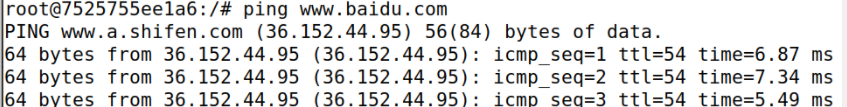 root@7525755ee1a6:/# ping www.baidu.com
PING www.a.shifen.com (36.152.44.95) 56(84) bytes of data.
64 bytes from 36.152.44.95 (36.152.44.95): icmp_seq=1 ttl=54 time=6.87 ms
64 bytes from 36.152.44.95 (36.152.44.95): icmp_seq=2 ttl=54 time=7.34 ms
64 bytes from 36.152.44.95 (36.152.44.95): icmp_seq=3 ttl=54 time=5.49 ms